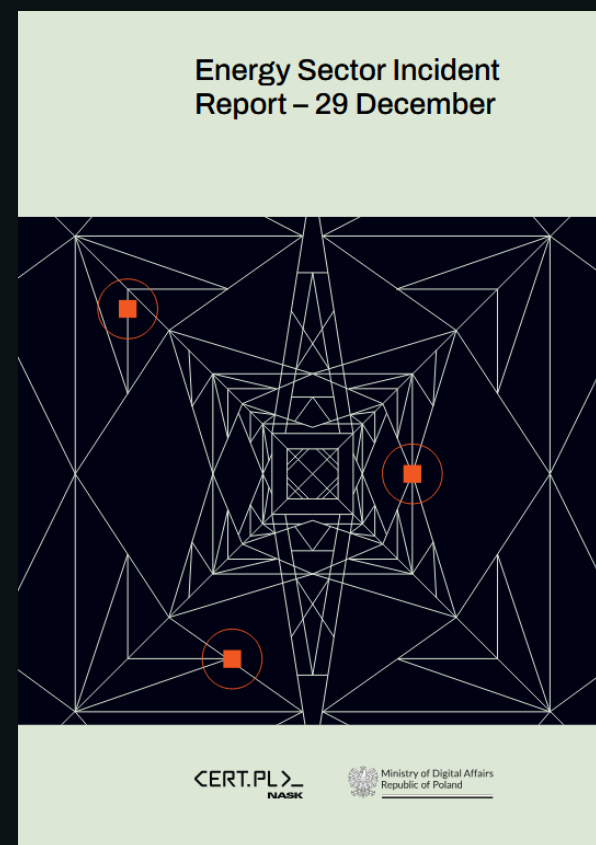 Energy Sector Incident
Report – 29 December
<CERT.PL>_
NASK
Ministry of Digital Affairs
Republic of Poland